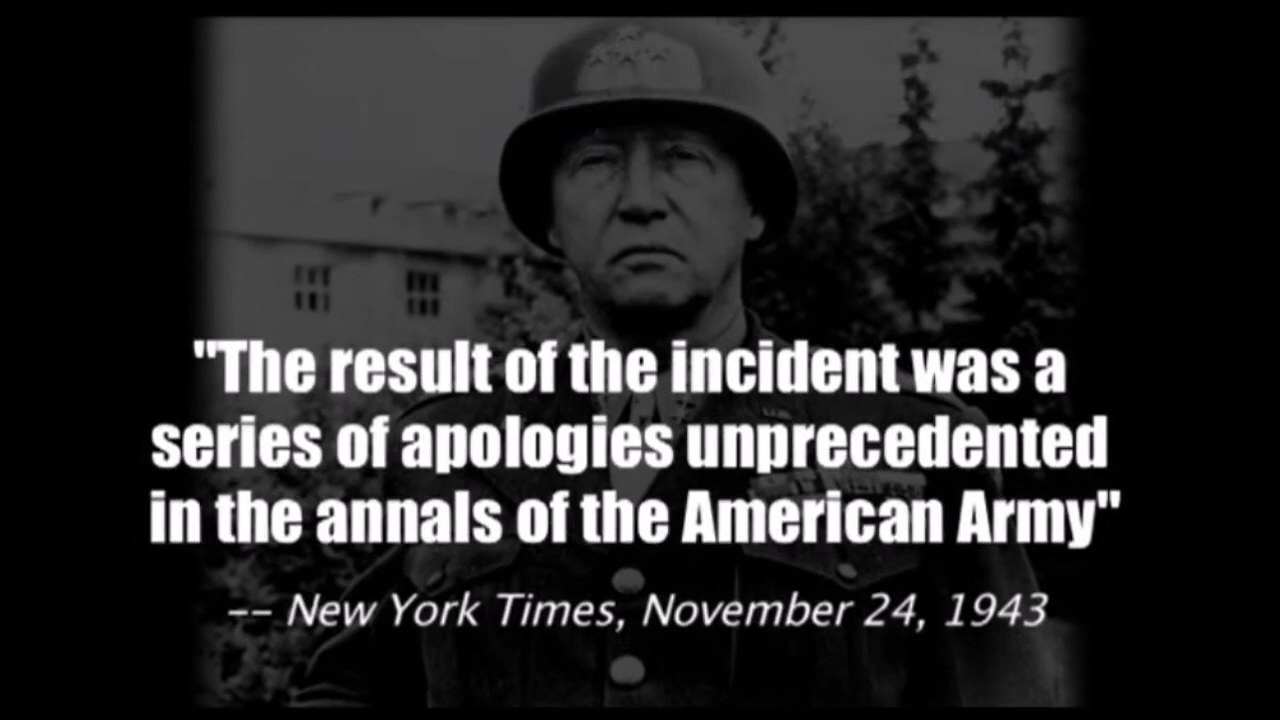 "The result of the incident was a
series of apologies unprecedented
in the annals of the American Army"
-- New York Times, November 24, 1943